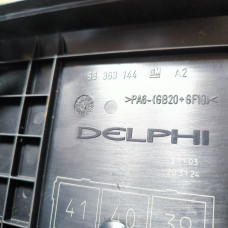 93 363 144 GM A2
>PA6-(GB20+GF10)<
DELPHI
41 40 39